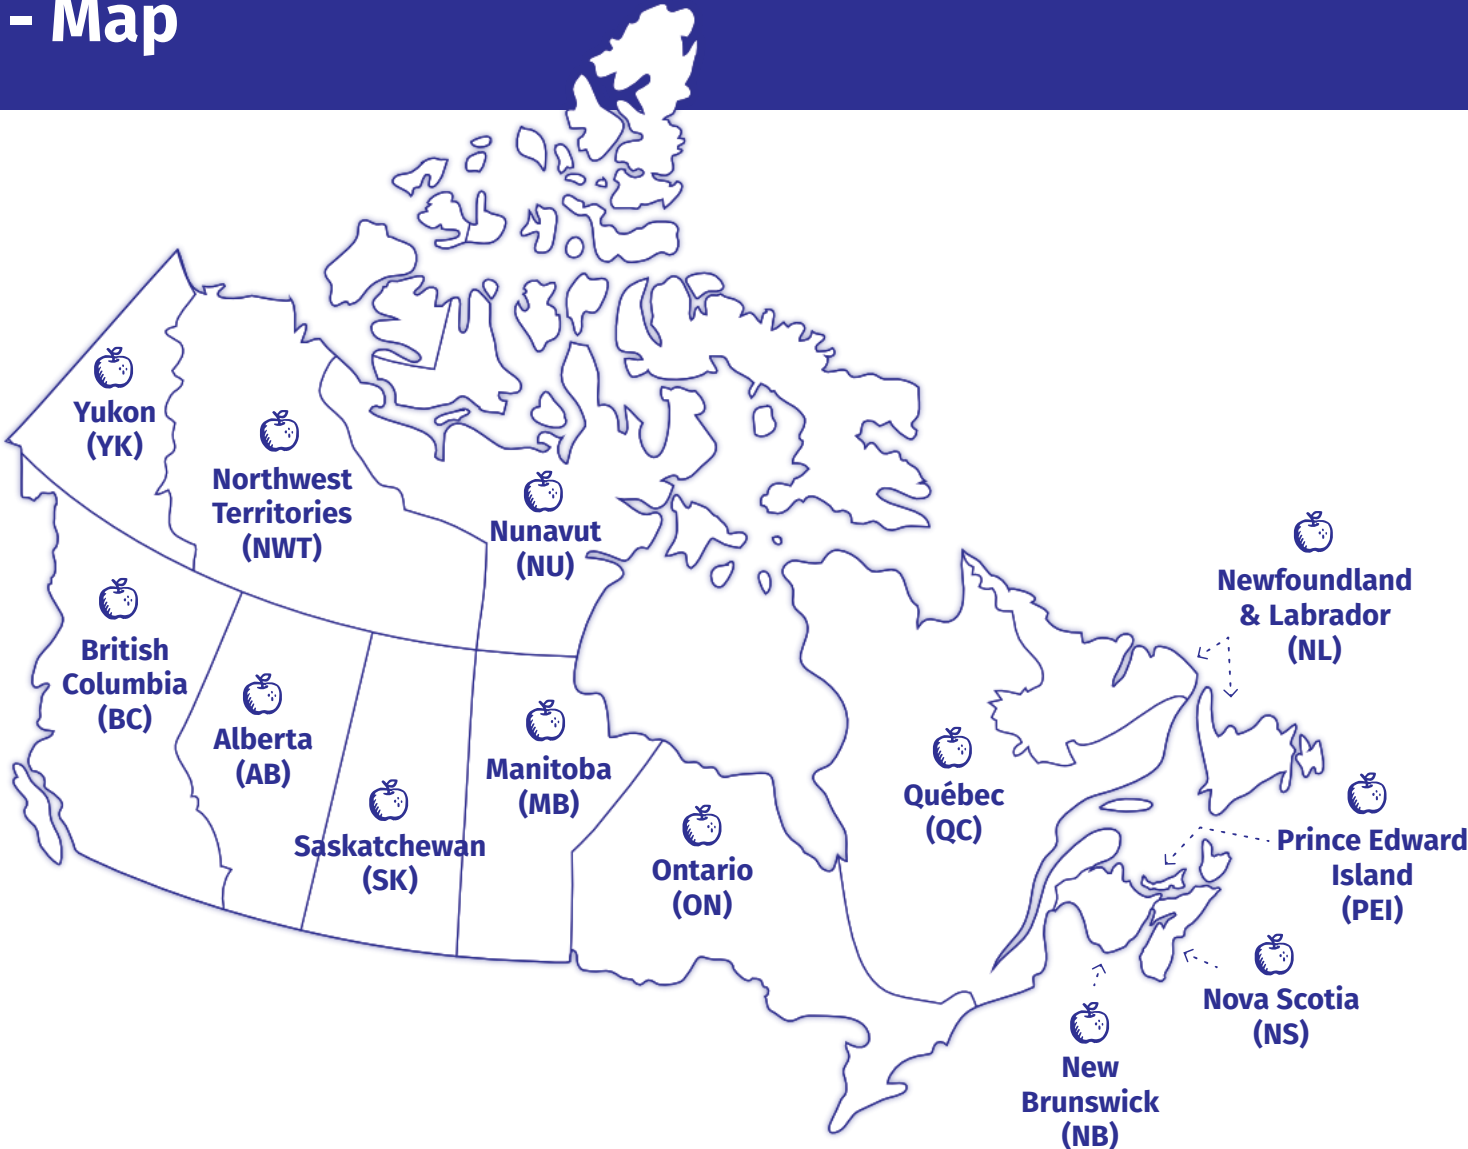 - Map
Yukon
(YK)
Northwest
Territories
(NWT)
Nunavut
(NU)
Newfoundland
& Labrador
(NL)
British
Columbia
(BC)
Alberta
(AB)
Saskatchewan
(SK)
Manitoba
(MB)
Ontario
(ON)
Québec
(QC)
Prince Edward
Island
(PEI)
Nova Scotia
(NS)
New
Brunswick
(NB)